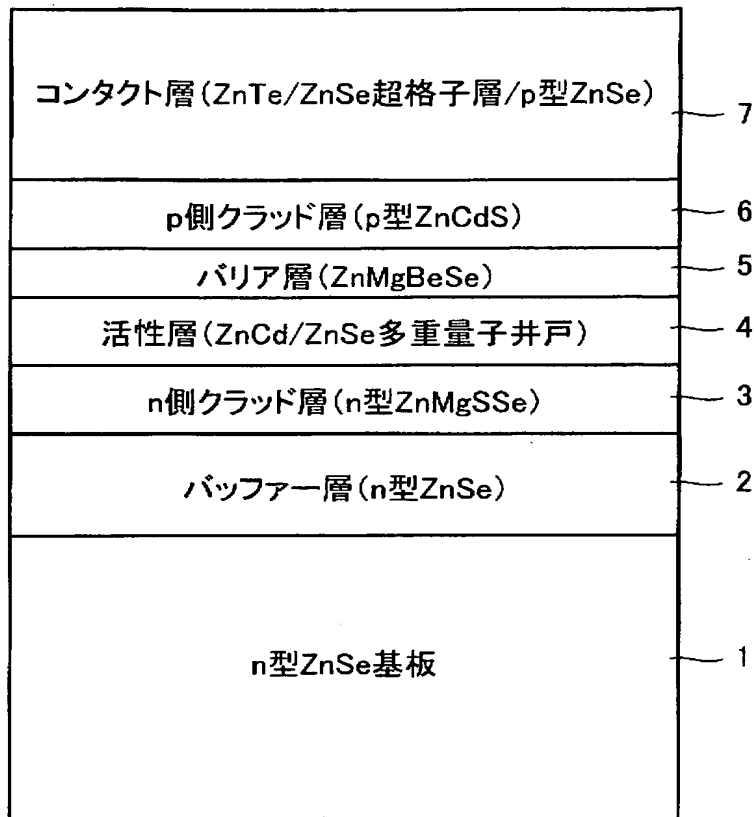 コンタクト層(ZnTe/ZnSe超格子層/p型ZnSe)
7
p側クラッド層(p型ZnCdS)
6
バリア層(ZnMgBeSe)
5
活性層(ZnCd/ZnSe多重量子井戸)
4
n側クラッド層(n型ZnMgSSe)
3
バッファー層(n型ZnSe)
2
n型ZnSe基板
1